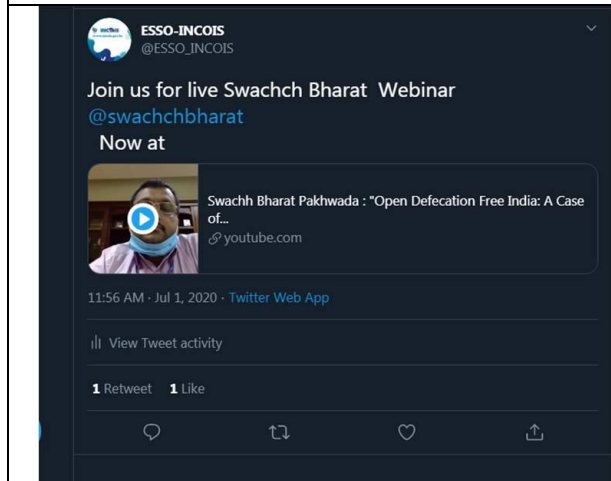 ESSO-INCOIS
@ESSO_INCOIS
Join us for live Swachch Bharat Webinar
@swachchbharat
Now at
Swachh Bharat Pakhwada : "Open Defecation Free India: A Case
of...
youtube.com
11:56 AM · Jul 1, 2020 · Twitter Web App
View Tweet activity
1 Retweet 1 Like